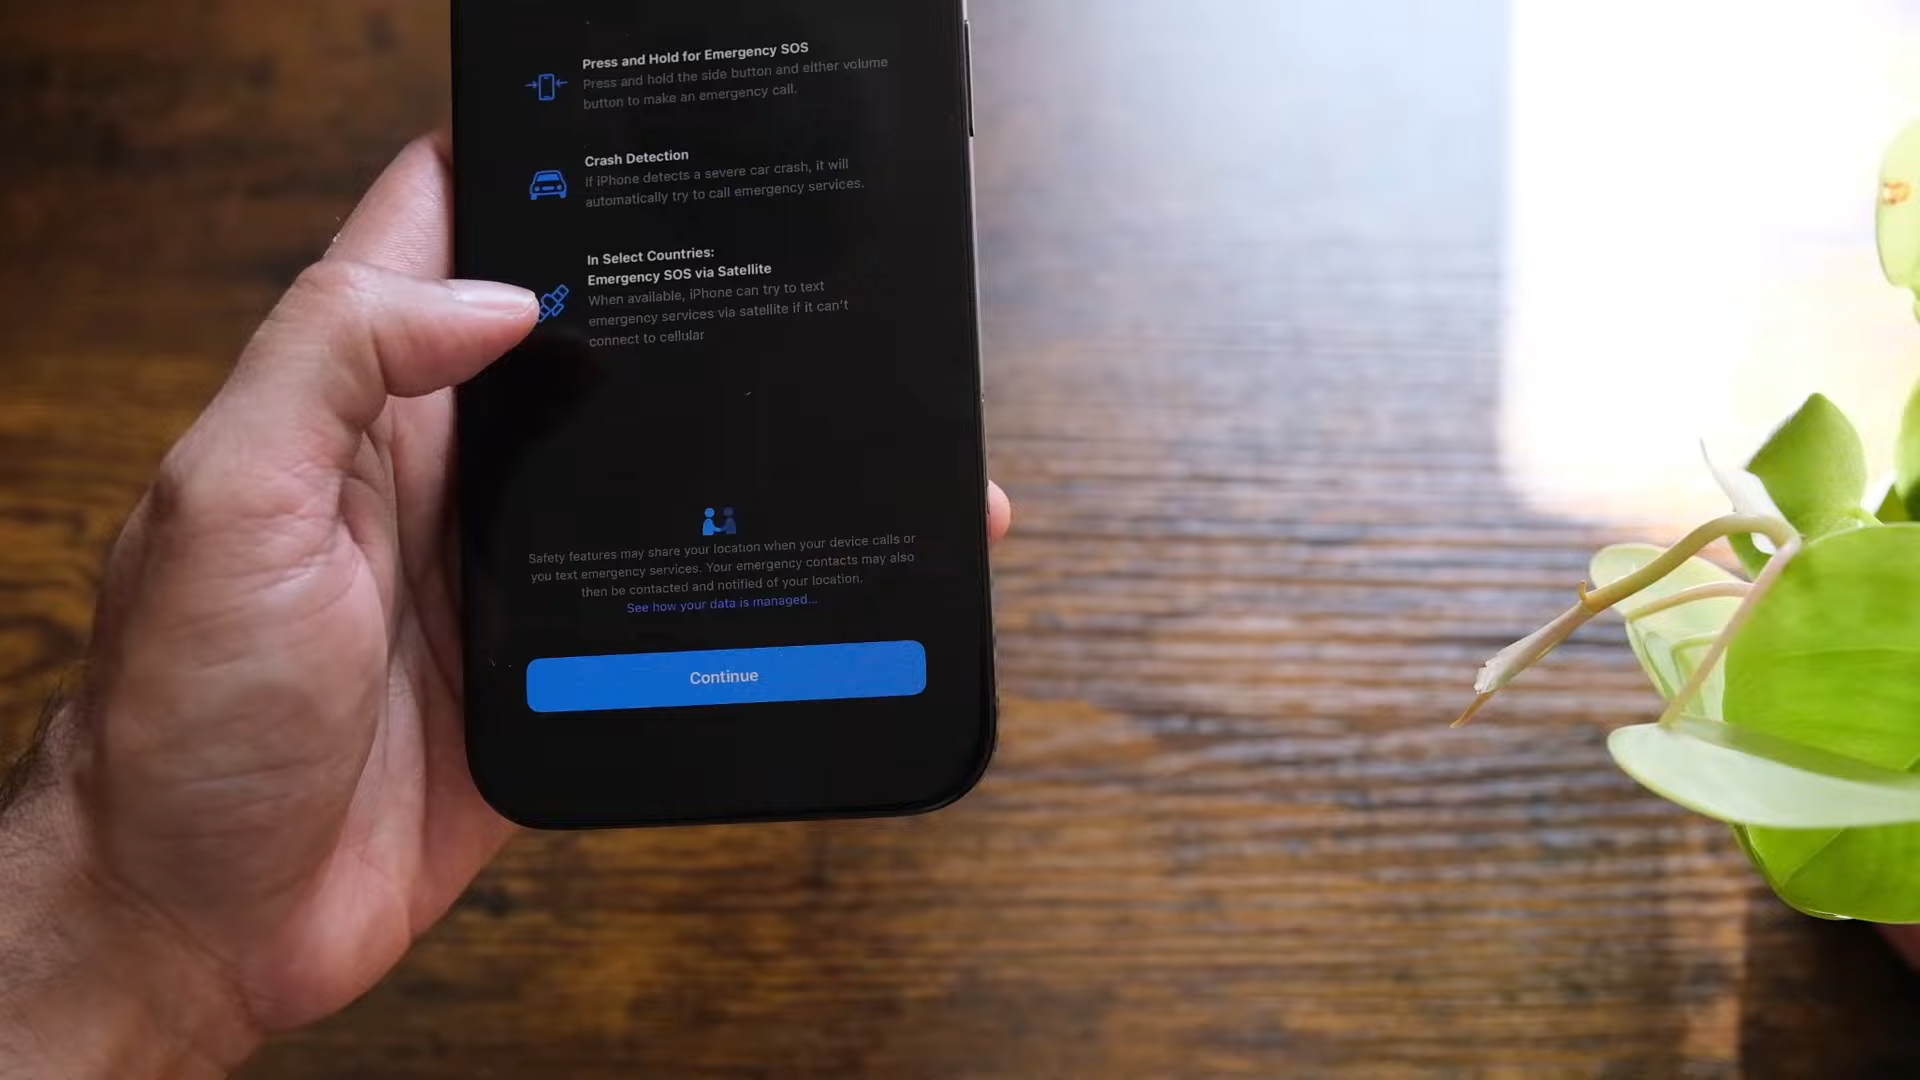 Press and Hold for Emergency SOS
Press and hold the side button and either volume
button to make an emergency call.
Crash Detection
If iPhone detects a severe car crash, it will
automatically try to call emergency services.
In Select Countries:
Emergency SOS via Satellite
When available, iPhone can try to text
emergency services via satellite if it can't
connect to cellular
Safety features may share your location when your device calls or
you text emergency services. Your emergency contacts may also
then be contacted and notified of your location.
See how your data is managed...
Continue